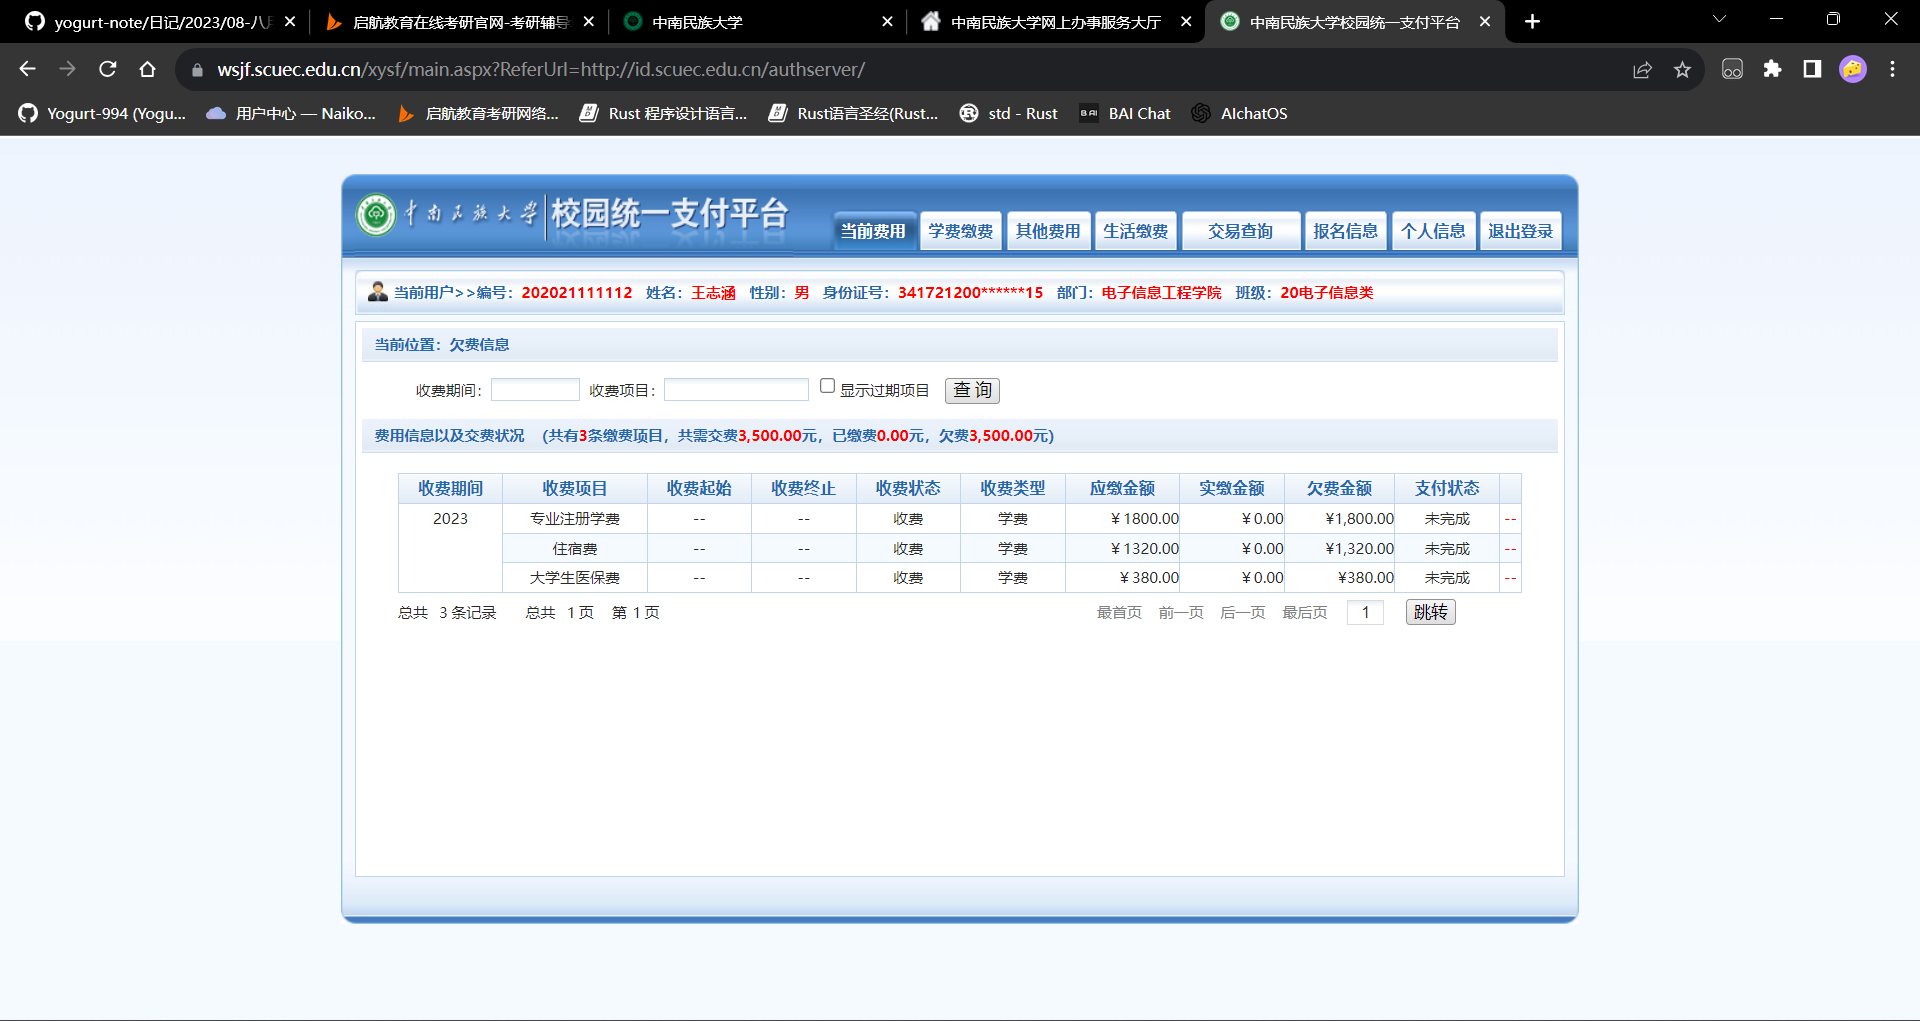 yogurt-note/日记/2023/08-八月
启航教育在线考研官网-考研辅导
中南民族大学
中南民族大学网上办事服务大厅
中南民族大学校园统一支付平台
wsjf.scuec.edu.cn/xysf/main.aspx?ReferUrl=http://id.scuec.edu.cn/authserver/
Yogurt-994 (Yogu...
用户中心 — Naiko...
启航教育考研网络...
Rust 程序设计语言...
Rust语言圣经(Rust...
std - Rust
BAI BAI Chat
AIchatOS
中南民族大学 校园统一支付平台
当前费用 学费缴费 其他费用 生活缴费 交易查询 报名信息 个人信息 退出登录
当前用户>>编号：202021111112 姓名：王志涵 性别：男 身份证号：341721200******15 部门：电子信息工程学院 班级：20电子信息类
当前位置：欠费信息
收费期间： 收费项目： 显示过期项目 查 询
费用信息以及交费状况 (共有3条缴费项目，共需交费3,500.00元，已缴费0.00元，欠费3,500.00元)
收费期间 收费项目 收费起始 收费终止 收费状态 收费类型 应缴金额 实缴金额 欠费金额 支付状态
2023 专业注册学费 -- -- 收费 学费 ￥1800.00 ￥0.00 ¥1,800.00 未完成 --
住宿费 -- -- 收费 学费 ￥1320.00 ￥0.00 ¥1,320.00 未完成 --
大学生医保费 -- -- 收费 学费 ￥380.00 ￥0.00 ¥380.00 未完成 --
总共 3 条记录 总共 1 页 第 1 页 最首页 前一页 后一页 最后页 1 跳转